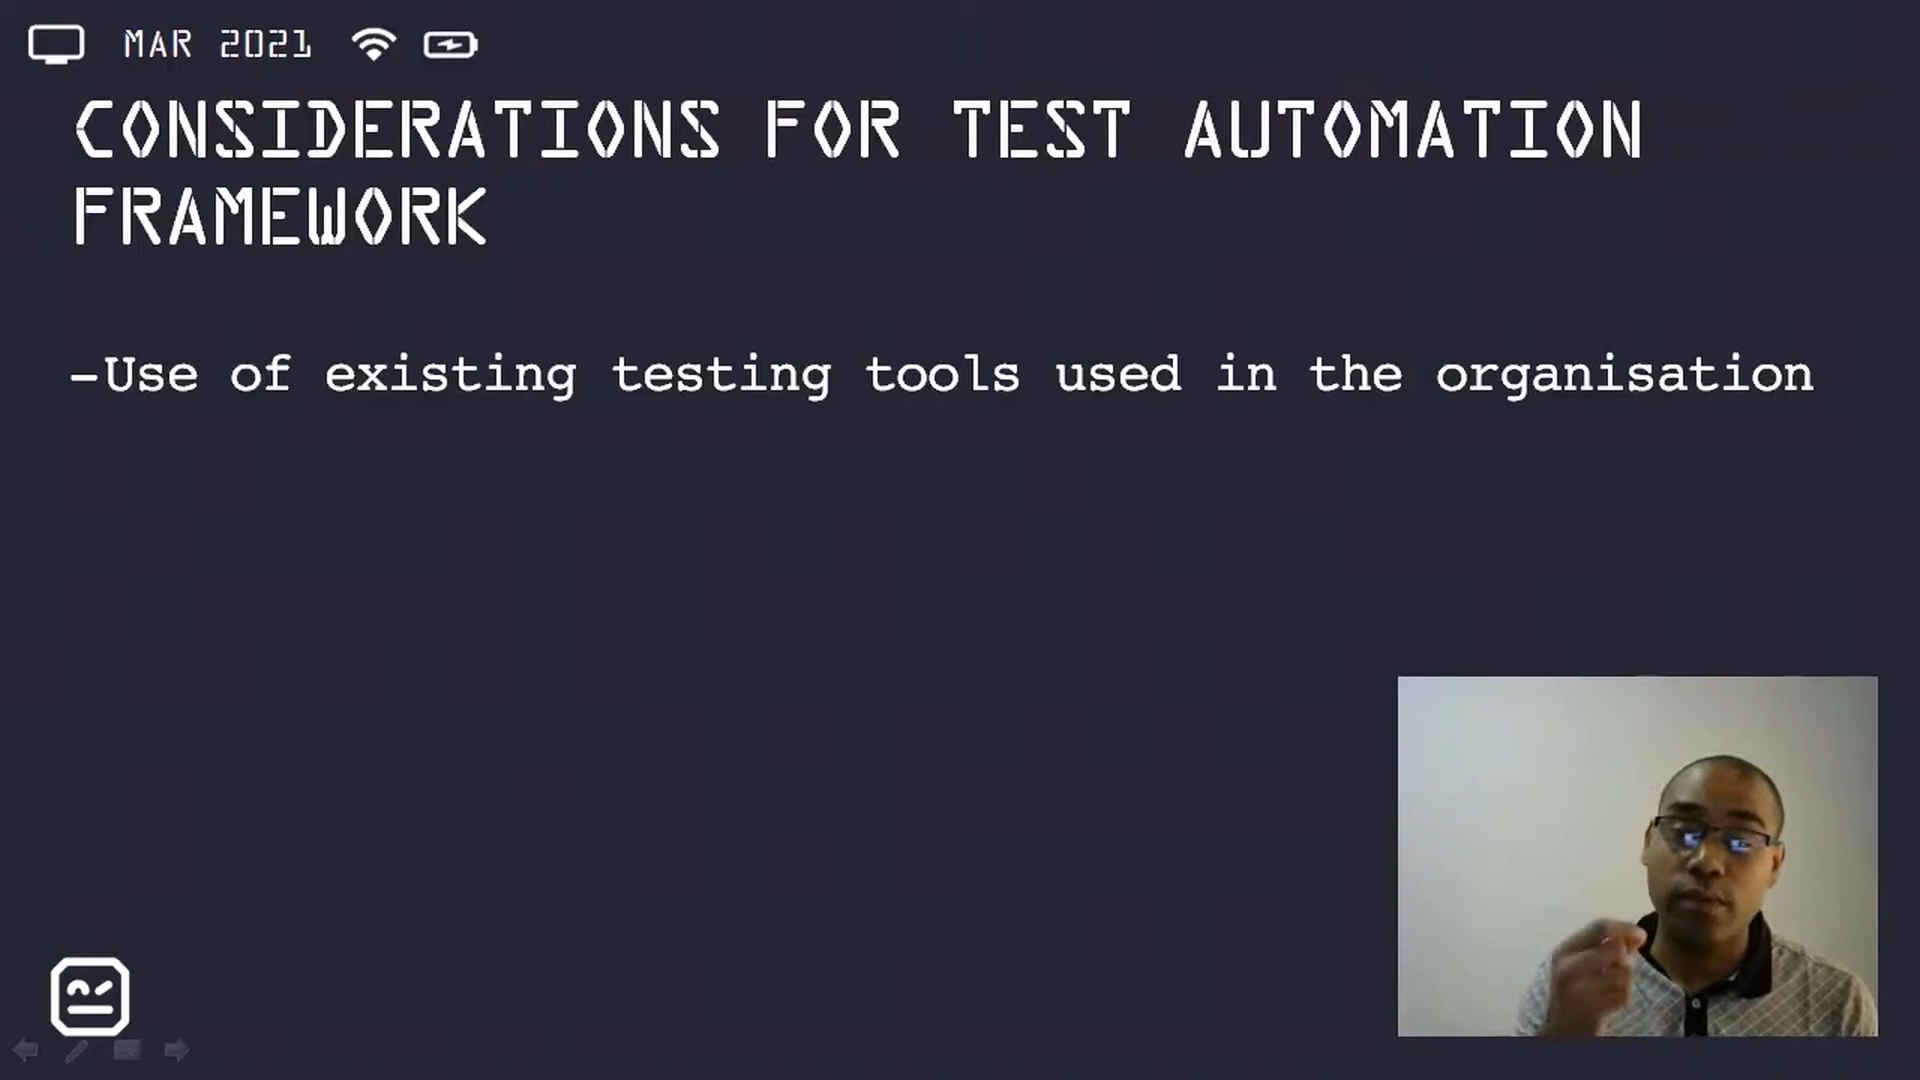 MAR 2021
CONSIDERATIONS FOR TEST AUTOMATION
FRAMEWORK
-Use of existing testing tools used in the organisation